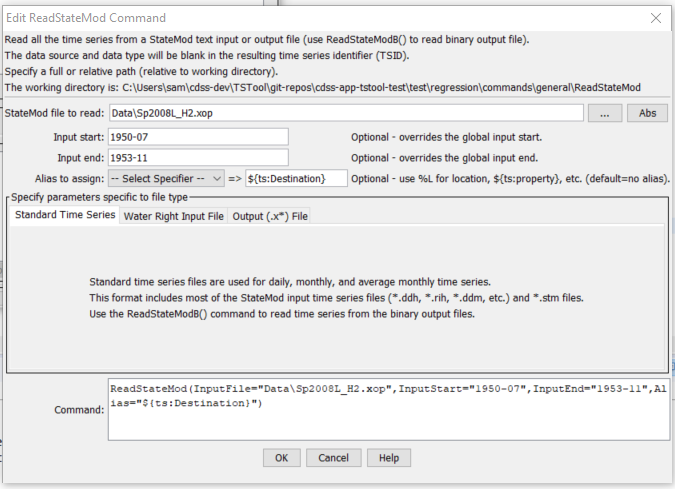 Edit ReadStateMod Command
Read all the time series from a StateMod text input or output file (use ReadStateModB() to read binary output file).
The data source and data type will be blank in the resulting time series identifier (TSID).
Specify a full or relative path (relative to working directory).
The working directory is: C:\Users\sam\cdss-dev\TSTool\git-repos\cdss-app-tstool-test\test\regression\commands\general\ReadStateMod
StateMod file to read: Data\Sp2008L_H2.xop ... Abs
Input start: 1950-07 Optional - overrides the global input start.
Input end: 1953-11 Optional - overrides the global input end.
Alias to assign: -- Select Specifier -- => ${ts:Destination} Optional - use %L for location, ${ts:property}, etc. (default=no alias).
Specify parameters specific to file type
Standard Time Series Water Right Input File Output (.x*) File
Standard time series files are used for daily, monthly, and average monthly time series.
This format includes most of the StateMod input time series files (*.ddh, *.rih, *.ddm, etc.) and *.stm files.
Use the ReadStateModB() command to read time series from the binary output files.
ReadStateMod(InputFile="Data\Sp2008L_H2.xop",InputStart="1950-07",InputEnd="1953-11",Al
Command: ias="${ts:Destination}")
OK Cancel Help